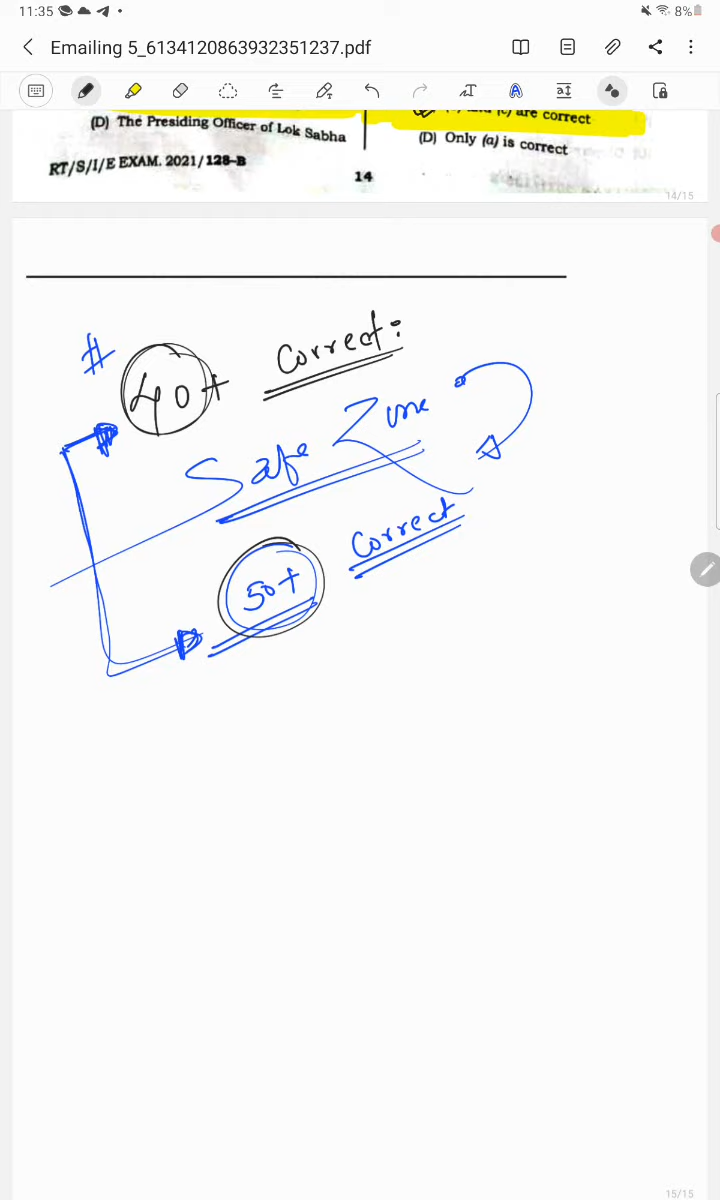 11:35
8%
Emailing 5_6134120863932351237.pdf
(D) The Presiding Officer of Lok Sabha
are correct
(D) Only (a) is correct
RT/S/I/E EXAM. 2021/128-B
14
14/15
# 40+ Correct:
Safe Zone
50+ Correct
15/15